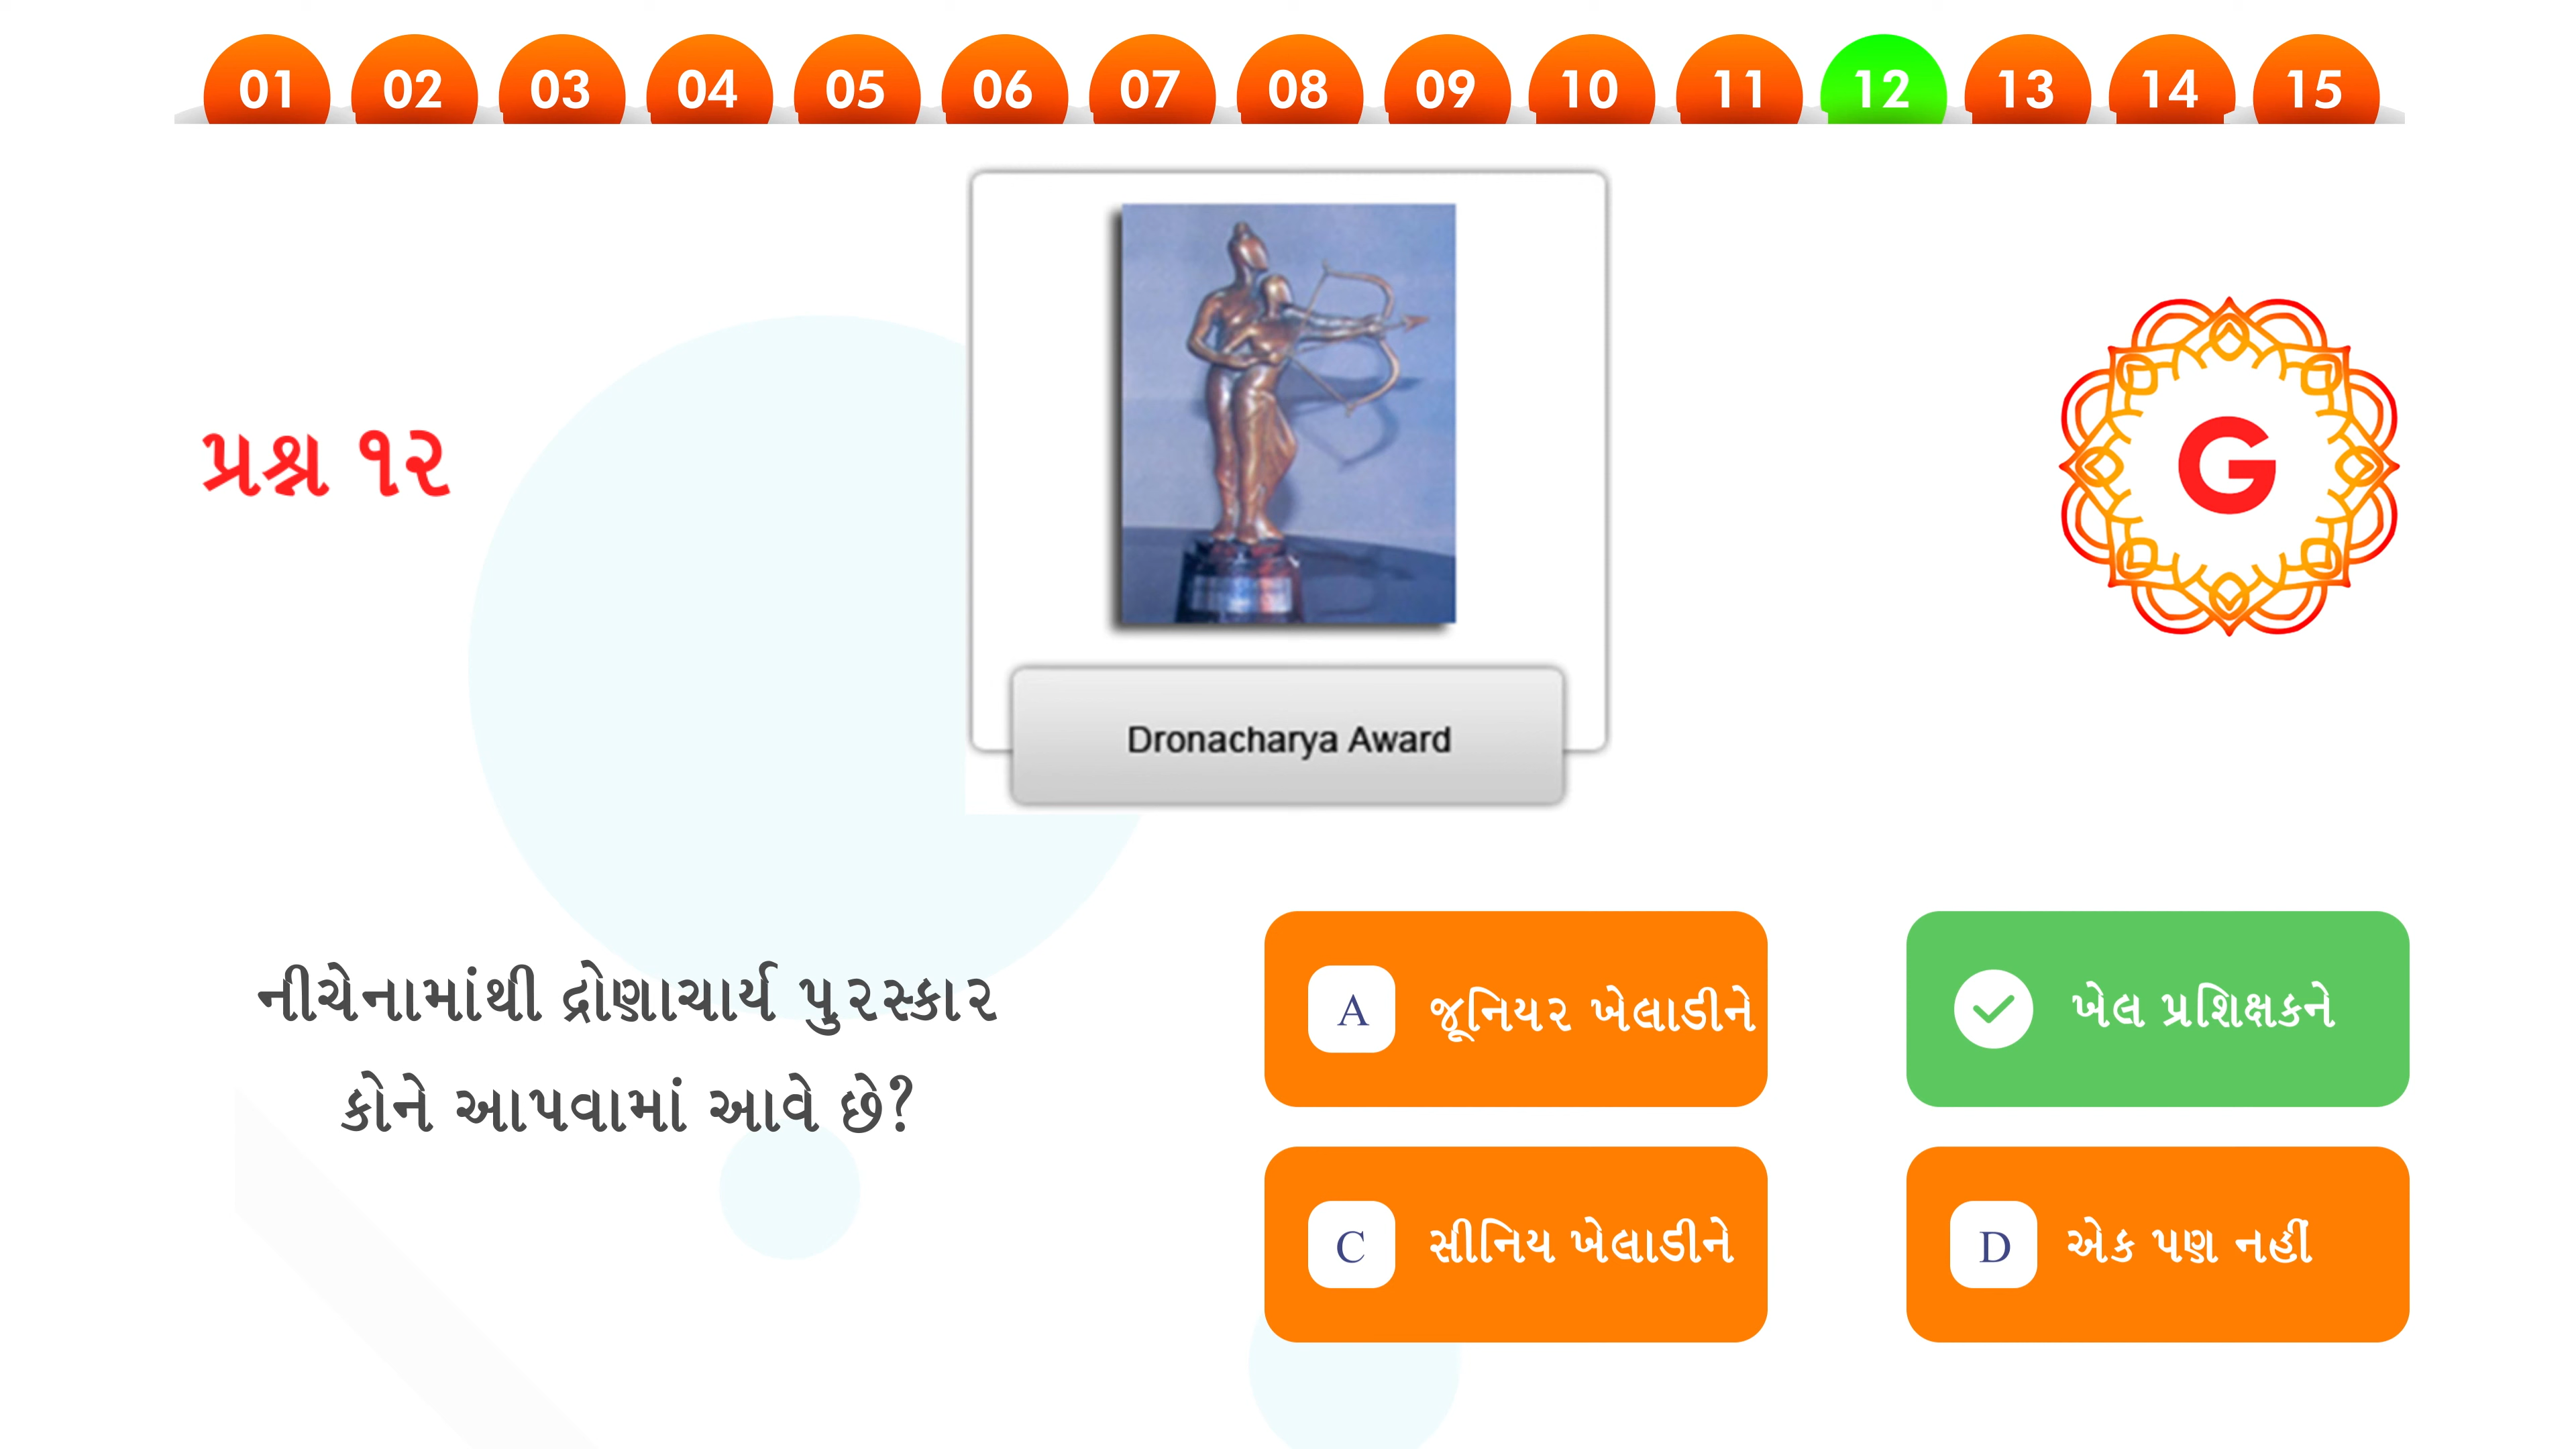 01 02 03 04 05 06 07 08 09 10 11 12 13 14 15
પ્રશ્ન ૧૨
G
Dronacharya Award
નીચેનામાંથી દ્રોણાચાર્ય પુરસ્કાર
કોને આપવામાં આવે છે?
A જૂનિયર ખેલાડીને
ખેલ પ્રશિક્ષકને
C સીનિય ખેલાડીને
D એક પણ નહીં